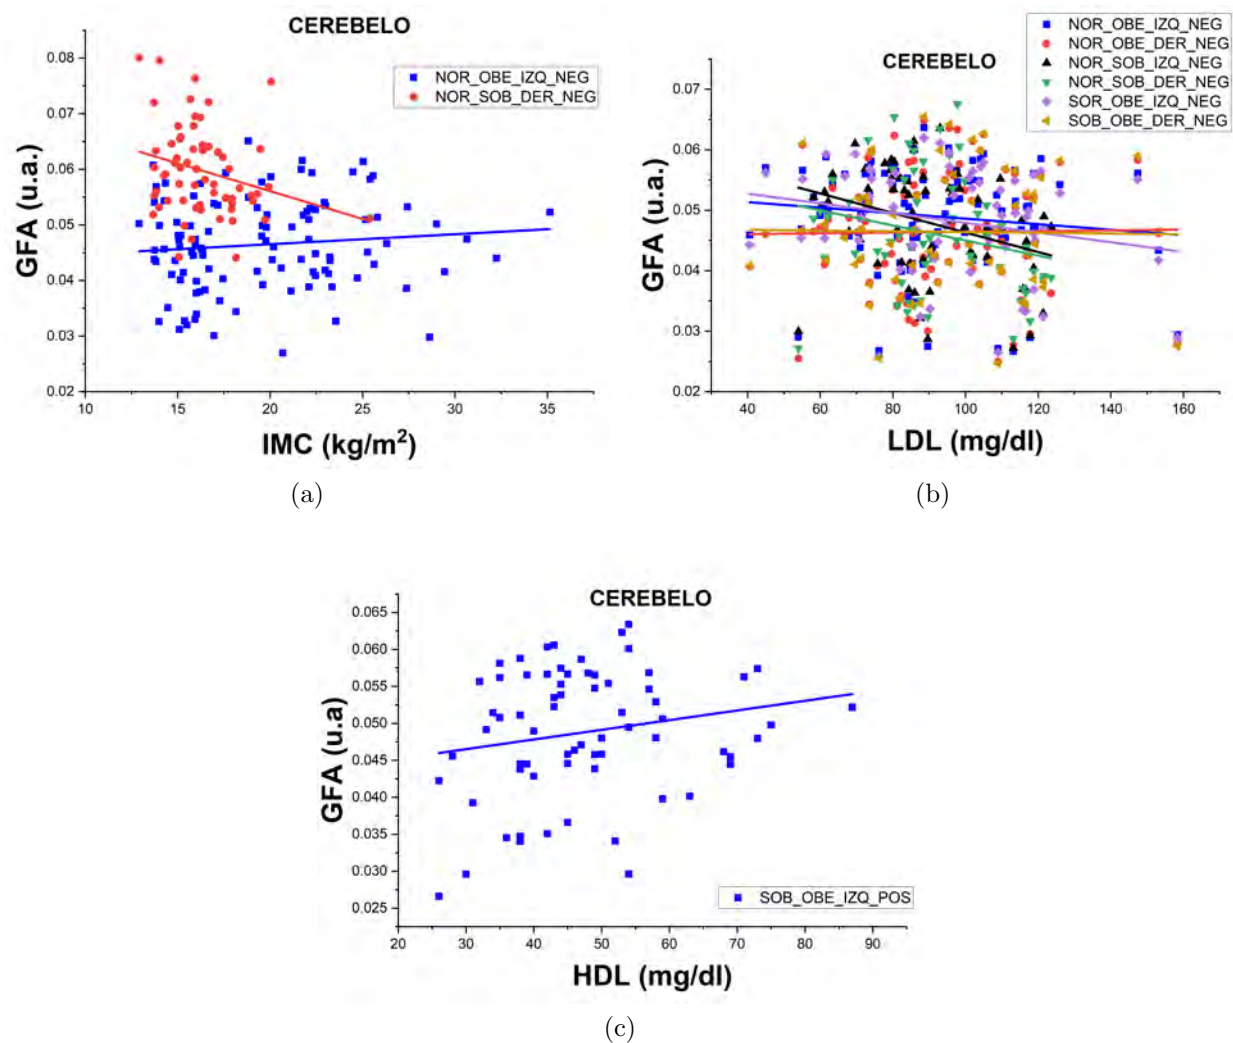 CEREBELO
NOR_OBE_IZQ_NEG
NOR_SOB_DER_NEG
GFA (u.a.)
0.08
0.07
0.06
0.05
0.04
0.03
0.02
10
15
20
25
30
35
IMC (kg/m²)
(a)
CEREBELO
NOR_OBE_IZQ_NEG
NOR_OBE_DER_NEG
NOR_SOB_IZQ_NEG
NOR_SOB_DER_NEG
SOR_OBE_IZQ_NEG
SOB_OBE_DER_NEG
GFA (u.a.)
0.07
0.06
0.05
0.04
0.03
0.02
40
60
80
100
120
140
160
LDL (mg/dl)
(b)
CEREBELO
GFA (u.a)
0.065
0.060
0.055
0.050
0.045
0.040
0.035
0.030
0.025
SOB_OBE_IZQ_POS
20
30
40
50
60
70
80
90
HDL (mg/dl)
(c)